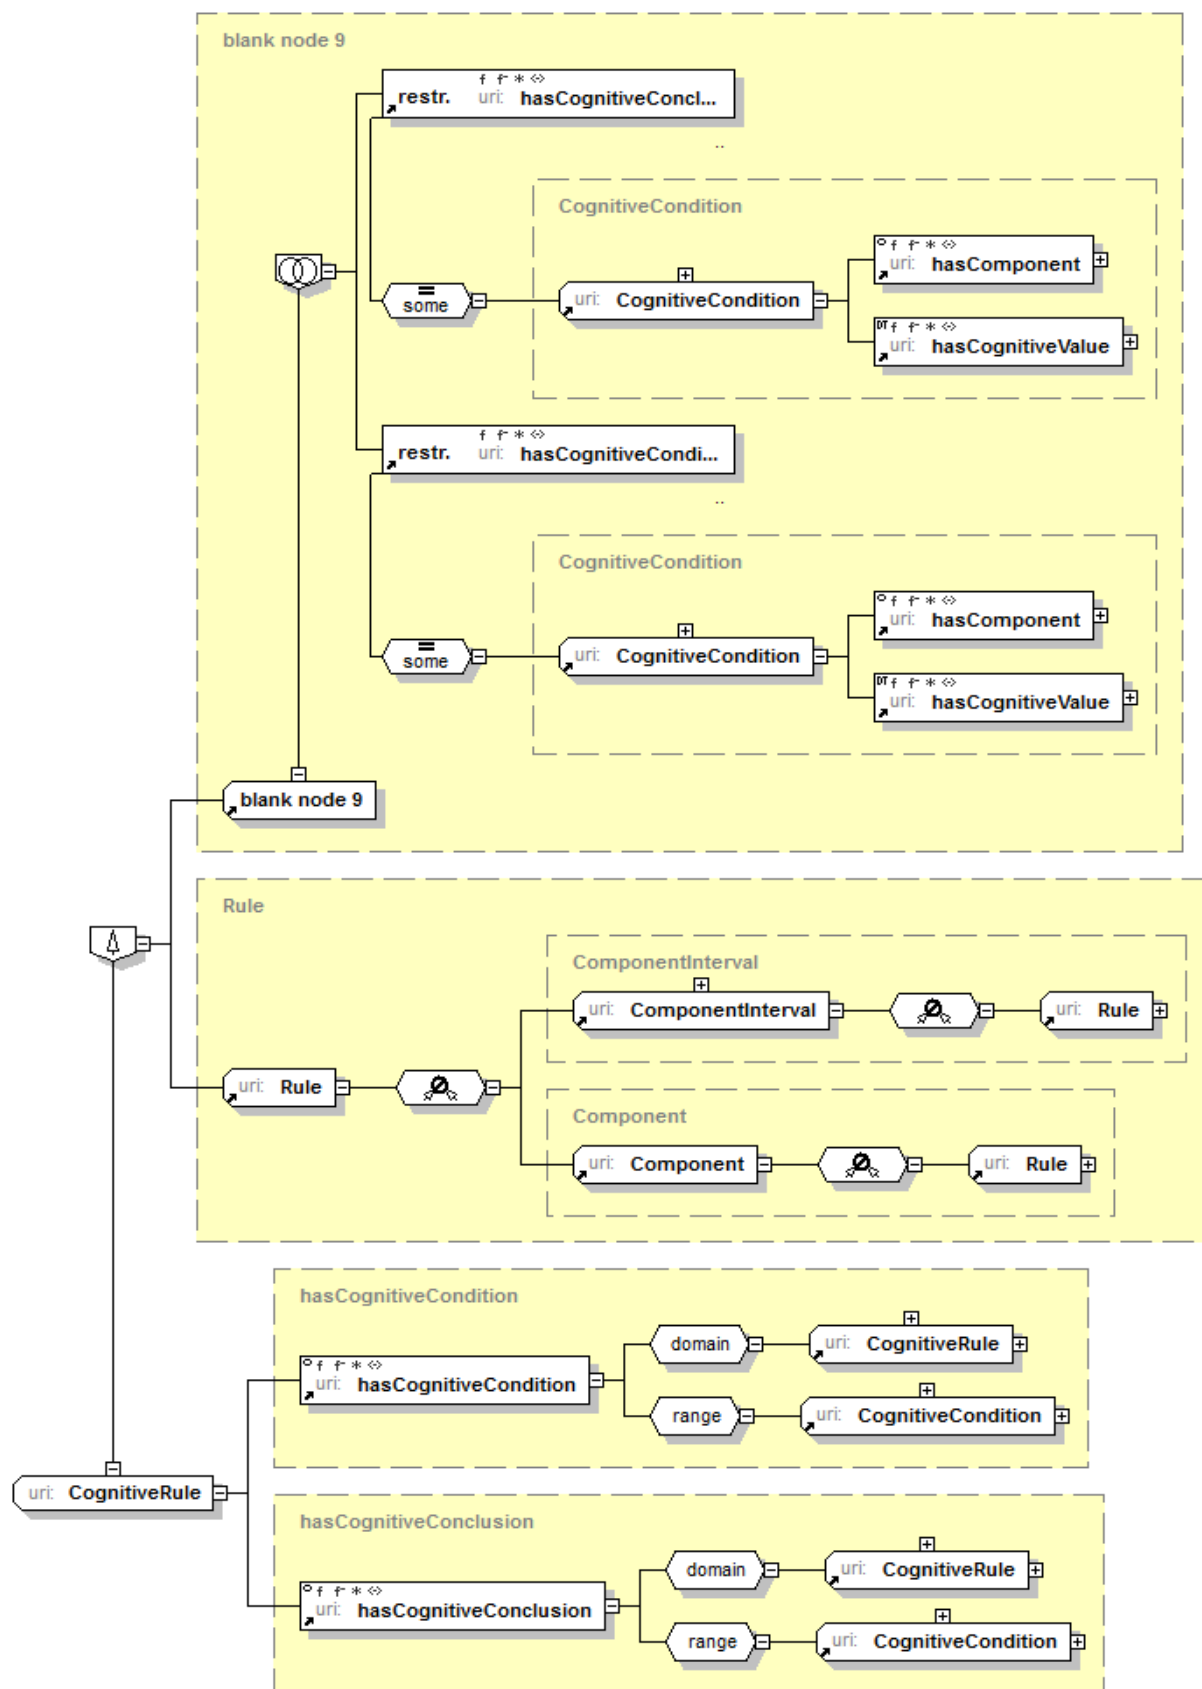 blank node 9
f f- * <->
restr. uri: hasCognitiveConcl...
..
CognitiveCondition
O f f- * <->
uri: hasComponent
uri: CognitiveCondition
= some
DT f f- * <->
uri: hasCognitiveValue
f f- * <->
restr. uri: hasCognitiveCondi...
..
CognitiveCondition
O f f- * <->
uri: hasComponent
uri: CognitiveCondition
= some
DT f f- * <->
uri: hasCognitiveValue
blank node 9
Rule
ComponentInterval
uri: ComponentInterval
uri: Rule
uri: Rule
Component
uri: Component
uri: Rule
hasCognitiveCondition
domain
uri: CognitiveRule
O f f- * <->
uri: hasCognitiveCondition
range
uri: CognitiveCondition
uri: CognitiveRule
hasCognitiveConclusion
domain
uri: CognitiveRule
O f f- * <->
uri: hasCognitiveConclusion
range
uri: CognitiveCondition